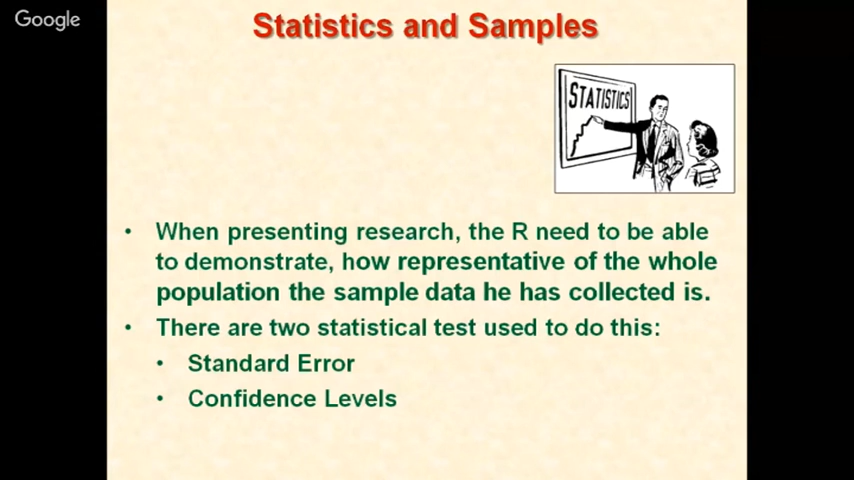 Google
Statistics and Samples
STATISTICS
• When presenting research, the R need to be able
to demonstrate, how representative of the whole
population the sample data he has collected is.
• There are two statistical test used to do this:
• Standard Error
• Confidence Levels